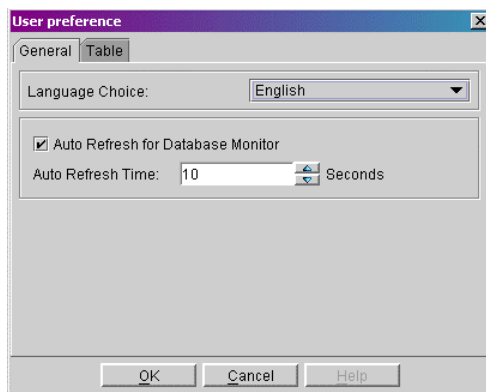 User preference
General Table
Language Choice: English
Auto Refresh for Database Monitor
Auto Refresh Time: 10 Seconds
OK Cancel Help